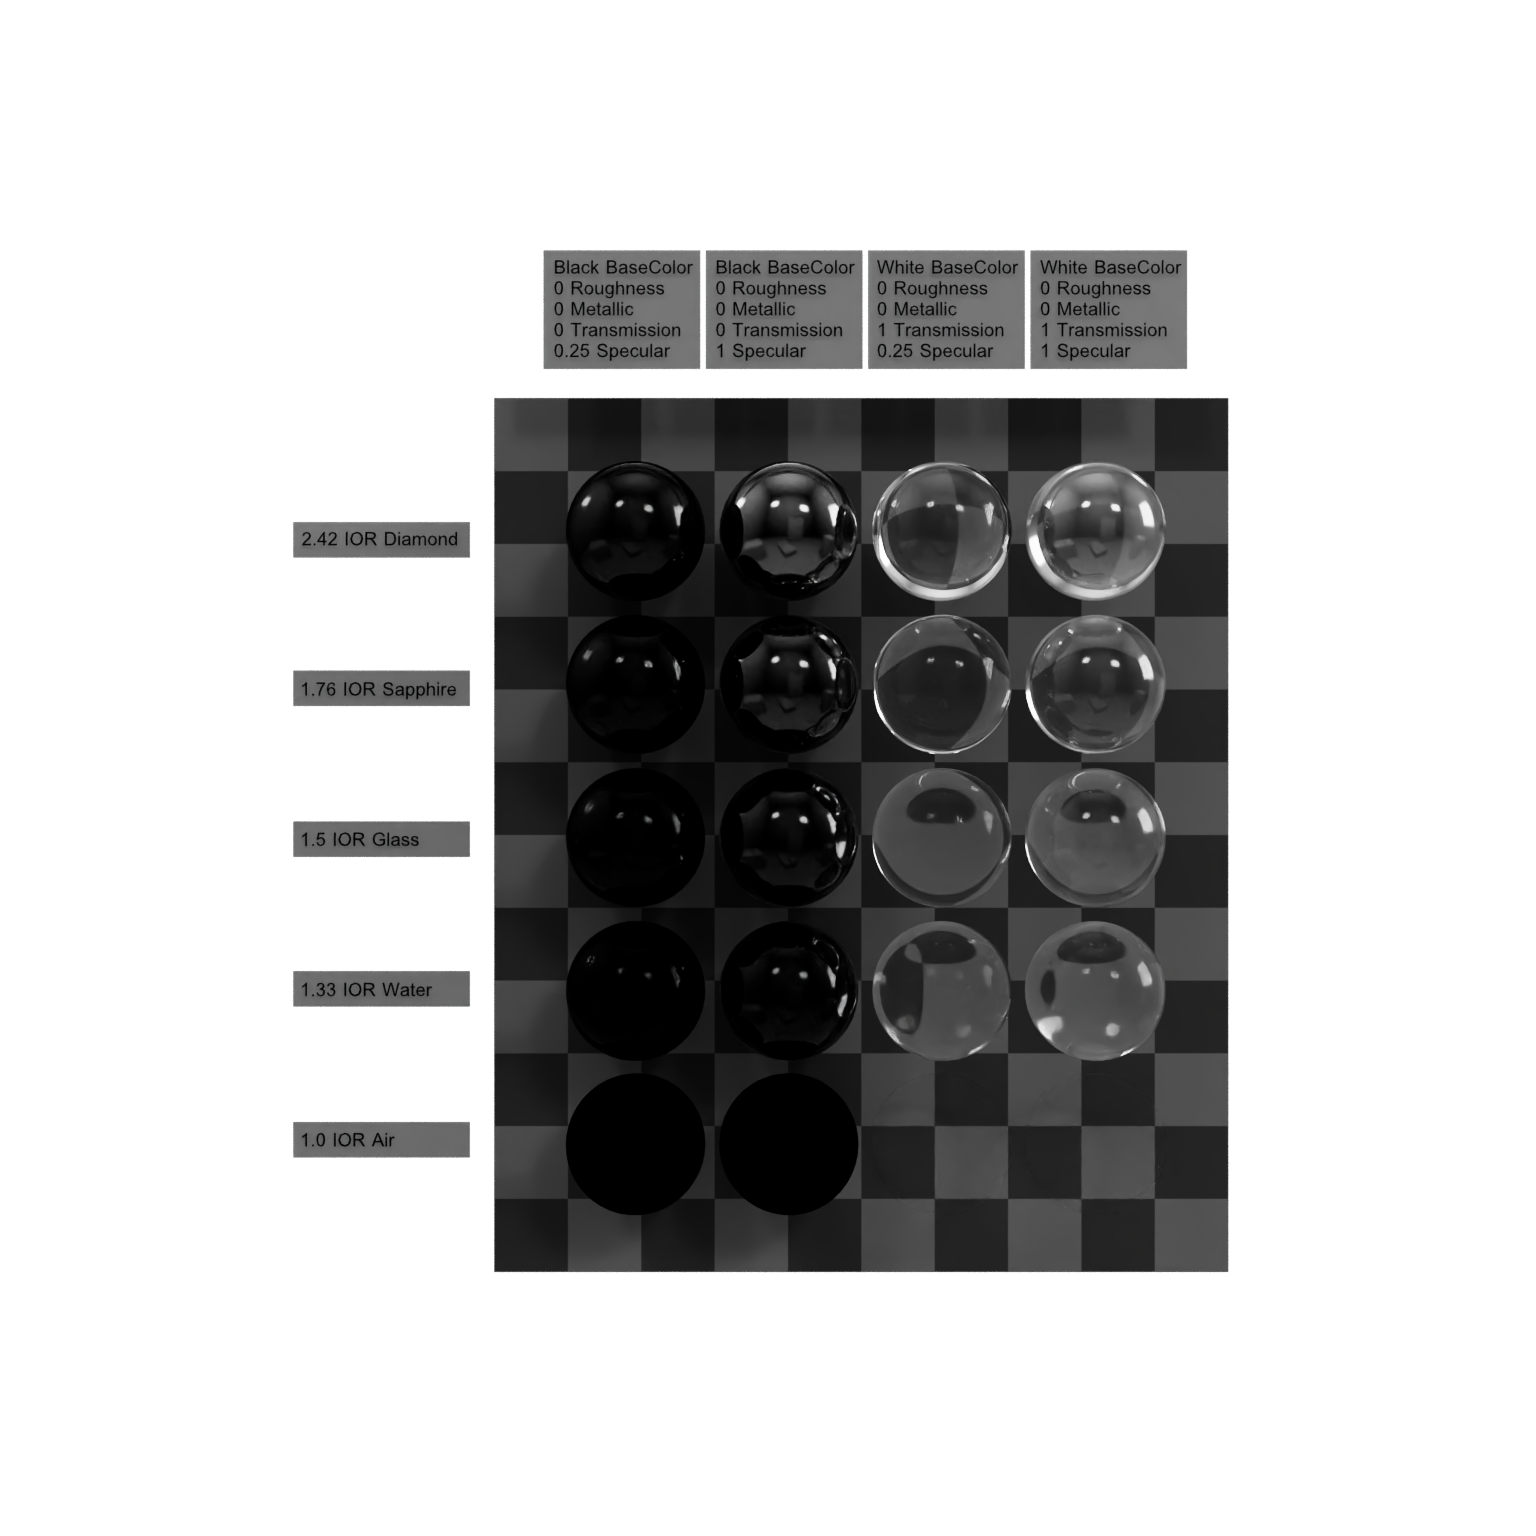 Black BaseColor
0 Roughness
0 Metallic
0 Transmission
0.25 Specular
Black BaseColor
0 Roughness
0 Metallic
0 Transmission
1 Specular
White BaseColor
0 Roughness
0 Metallic
1 Transmission
0.25 Specular
White BaseColor
0 Roughness
0 Metallic
1 Transmission
1 Specular
2.42 IOR Diamond
1.76 IOR Sapphire
1.5 IOR Glass
1.33 IOR Water
1.0 IOR Air